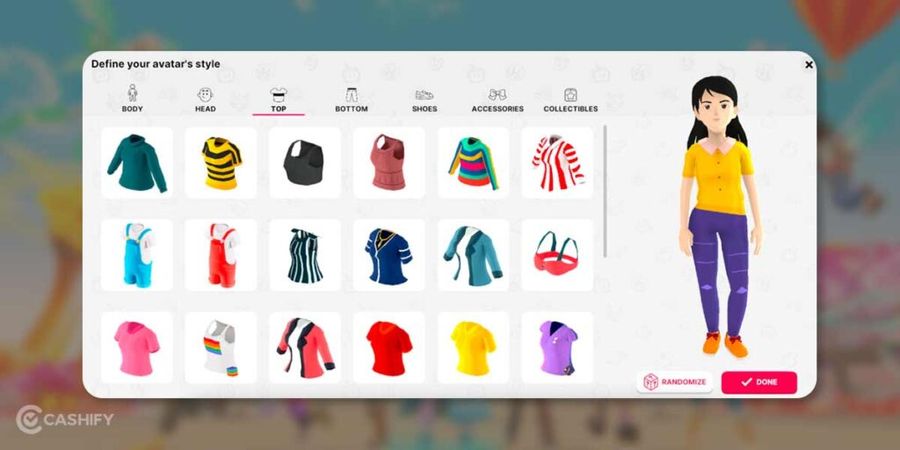 Define your avatar's style
BODY
HEAD
TOP
BOTTOM
SHOES
ACCESSORIES
COLLECTIBLES
RANDOMIZE
DONE
CASHIFY